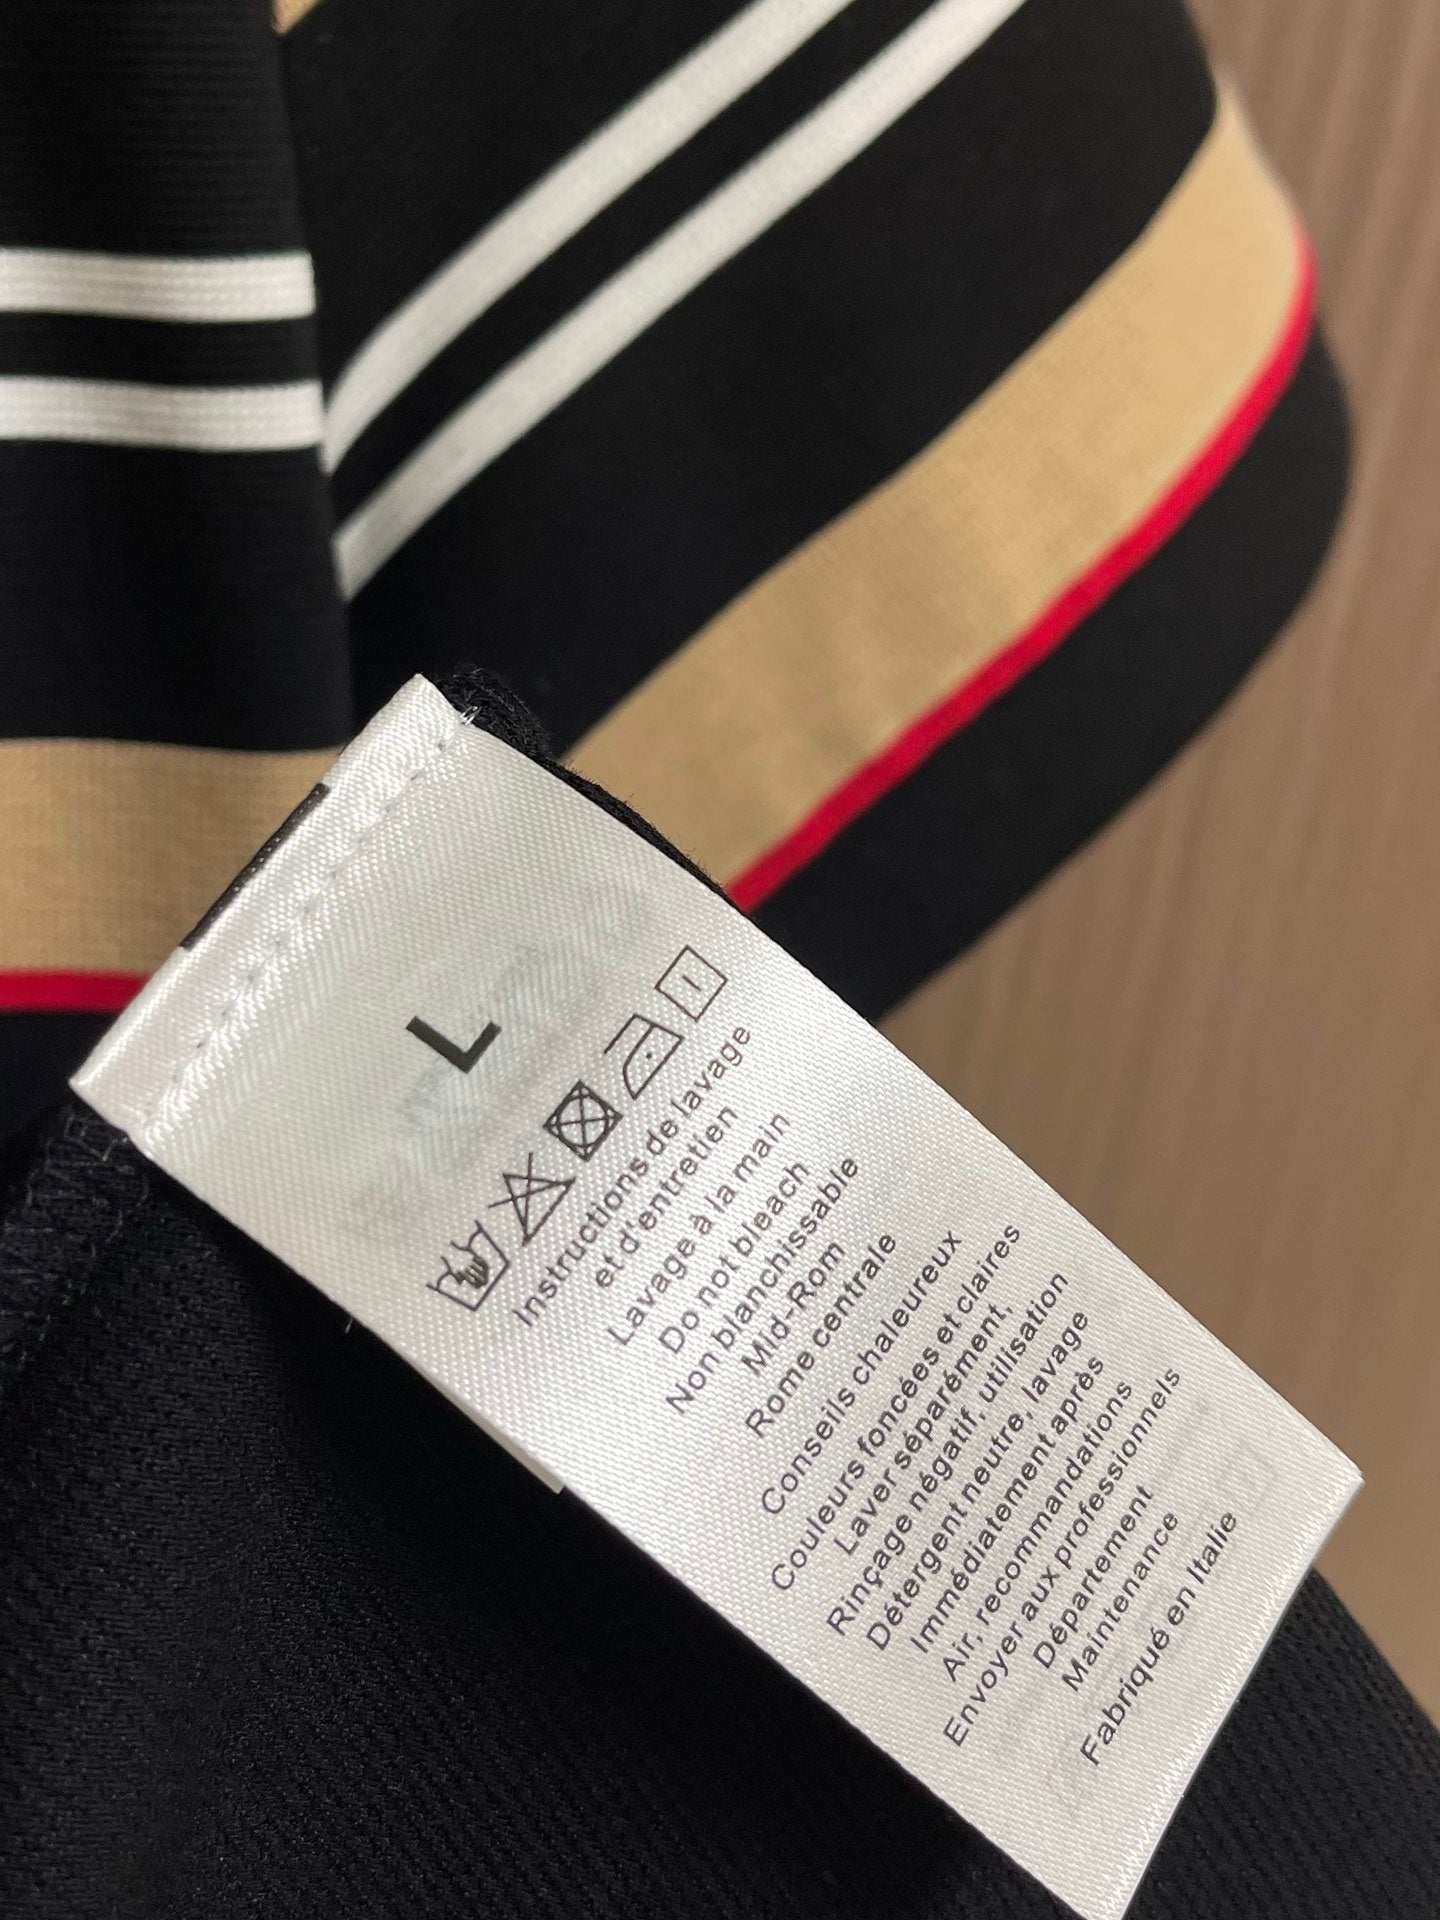 L
Instructions de lavage
et d'entretien
Lavage à la main
Do not bleach
Non blanchissable
Mid-Rom
Rome centrale
Conseils chaleureux
Couleurs foncées et claires
Laver séparément,
Rinçage négatif, utilisation
Détergent neutre, lavage
Immédiatement après
Air, recommandations
Envoyer aux professionnels
Département
Maintenance
Fabriqué en Italie